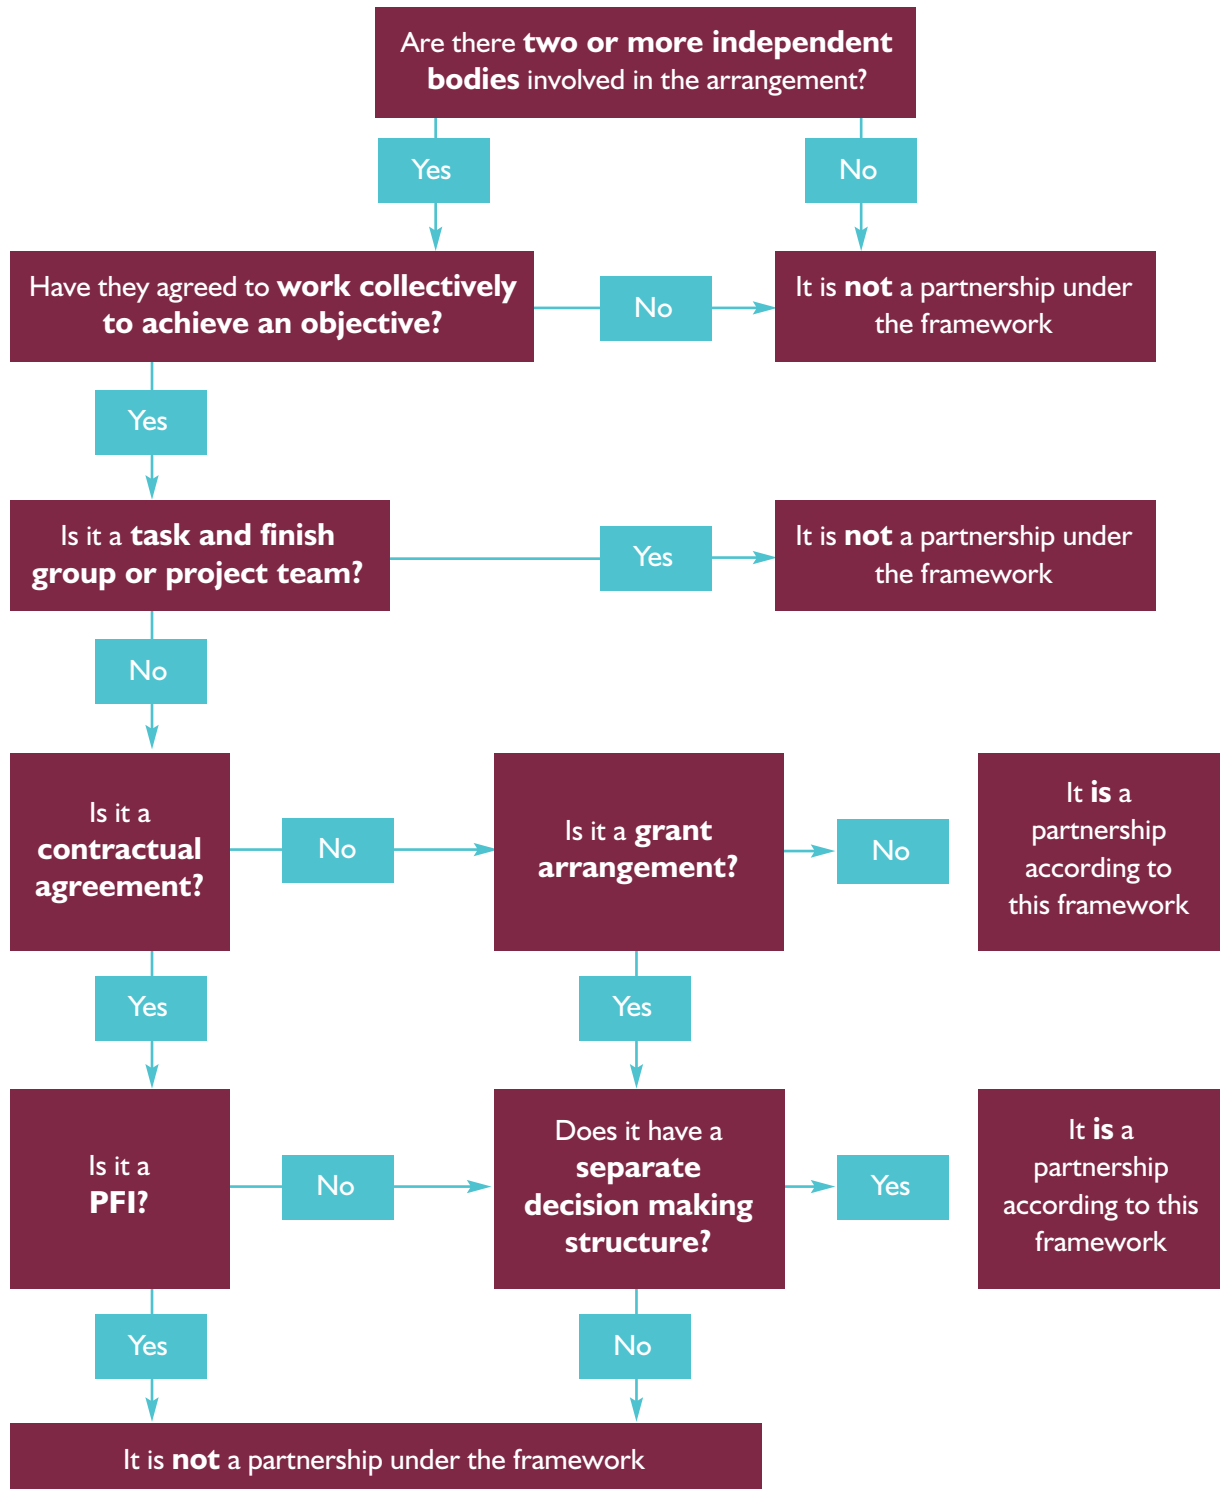 Are there two or more independent
bodies involved in the arrangement?
Yes
No
Have they agreed to work collectively
to achieve an objective?
No
It is not a partnership under
the framework
Yes
Is it a task and finish
group or project team?
Yes
It is not a partnership under
the framework
No
Is it a
contractual
agreement?
No
Is it a grant
arrangement?
No
It is a
partnership
according to
this framework
Yes
Yes
Is it a
PFI?
No
Does it have a
separate
decision making
structure?
Yes
It is a
partnership
according to this
framework
Yes
No
It is not a partnership under the framework